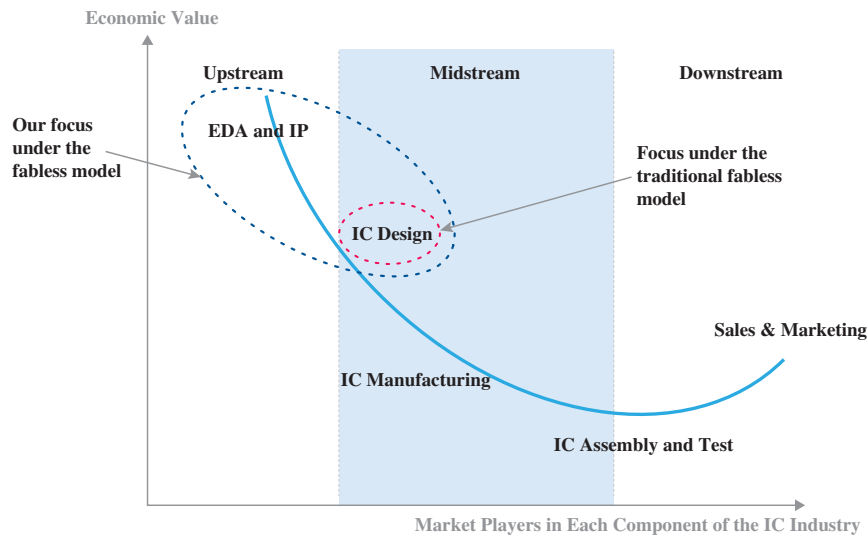 Economic Value
Upstream
Midstream
Downstream
EDA and IP
Our focus
under the
fabless model
Focus under the
traditional fabless
model
IC Design
Sales & Marketing
IC Manufacturing
IC Assembly and Test
Market Players in Each Component of the IC Industry